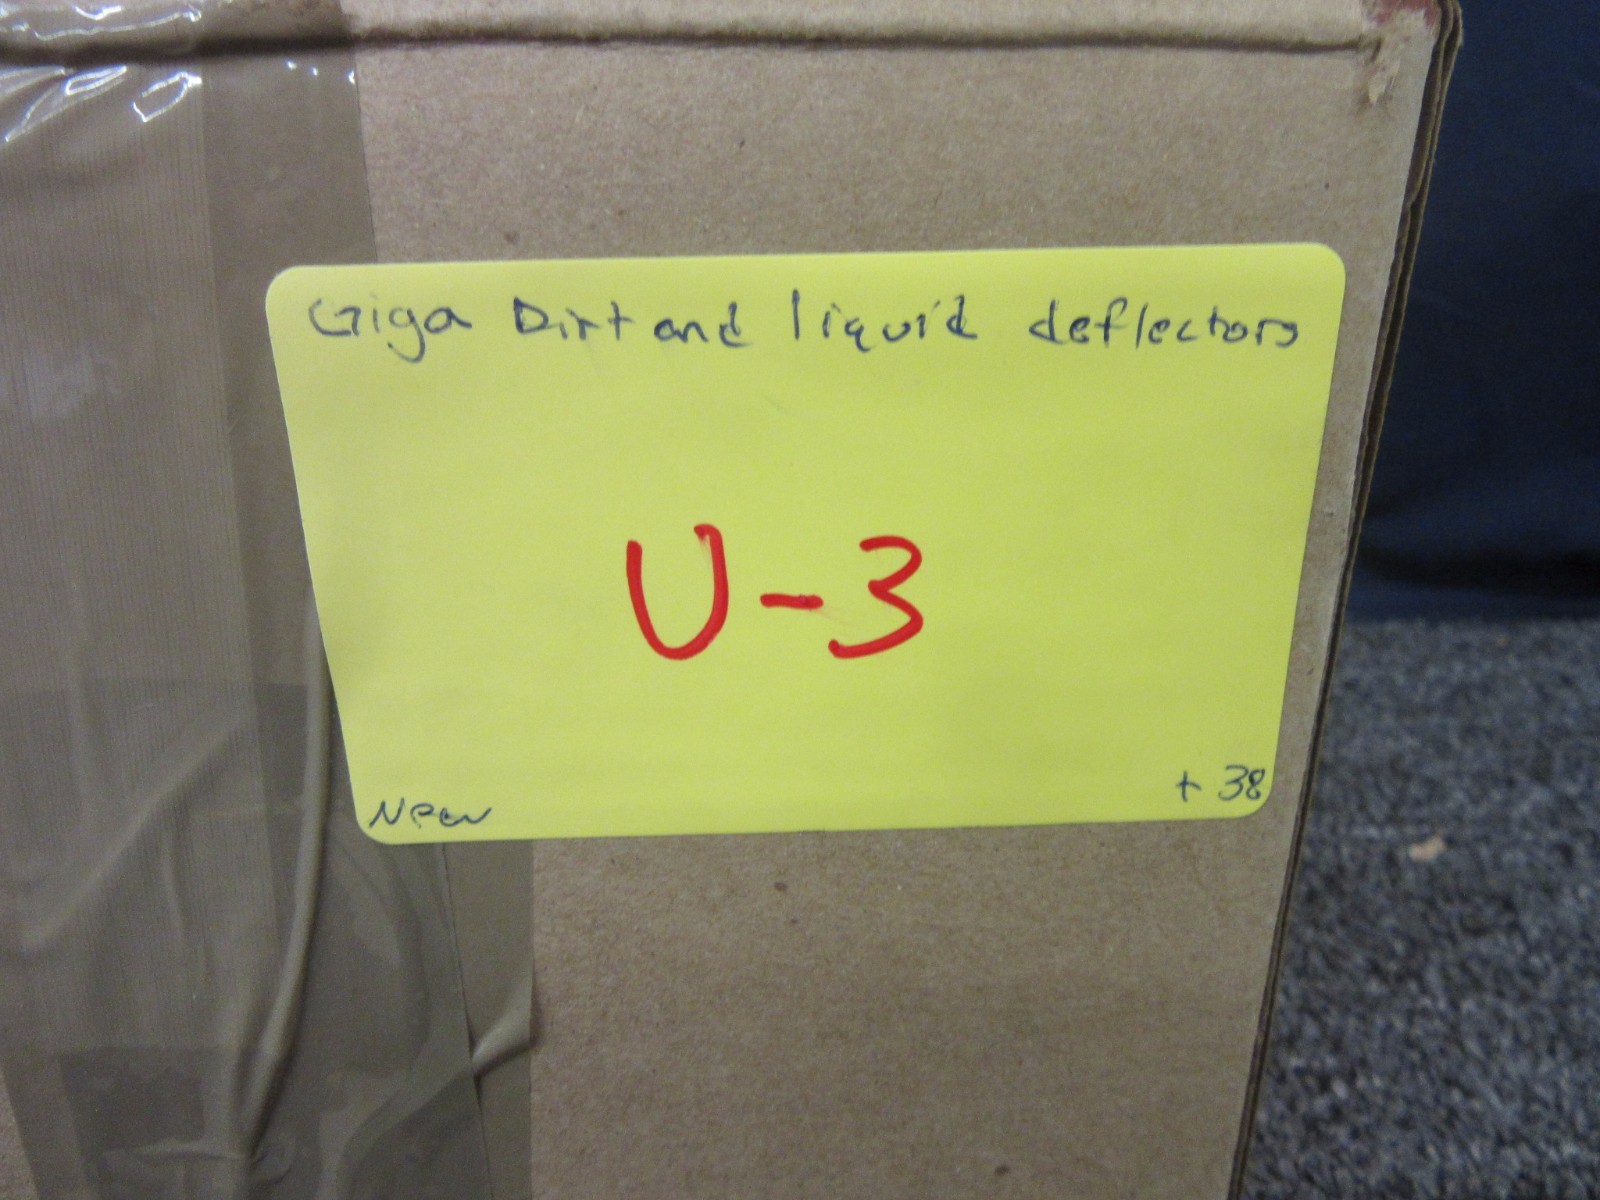 Giga Dirt and liquid deflectors
U-3
New + 38